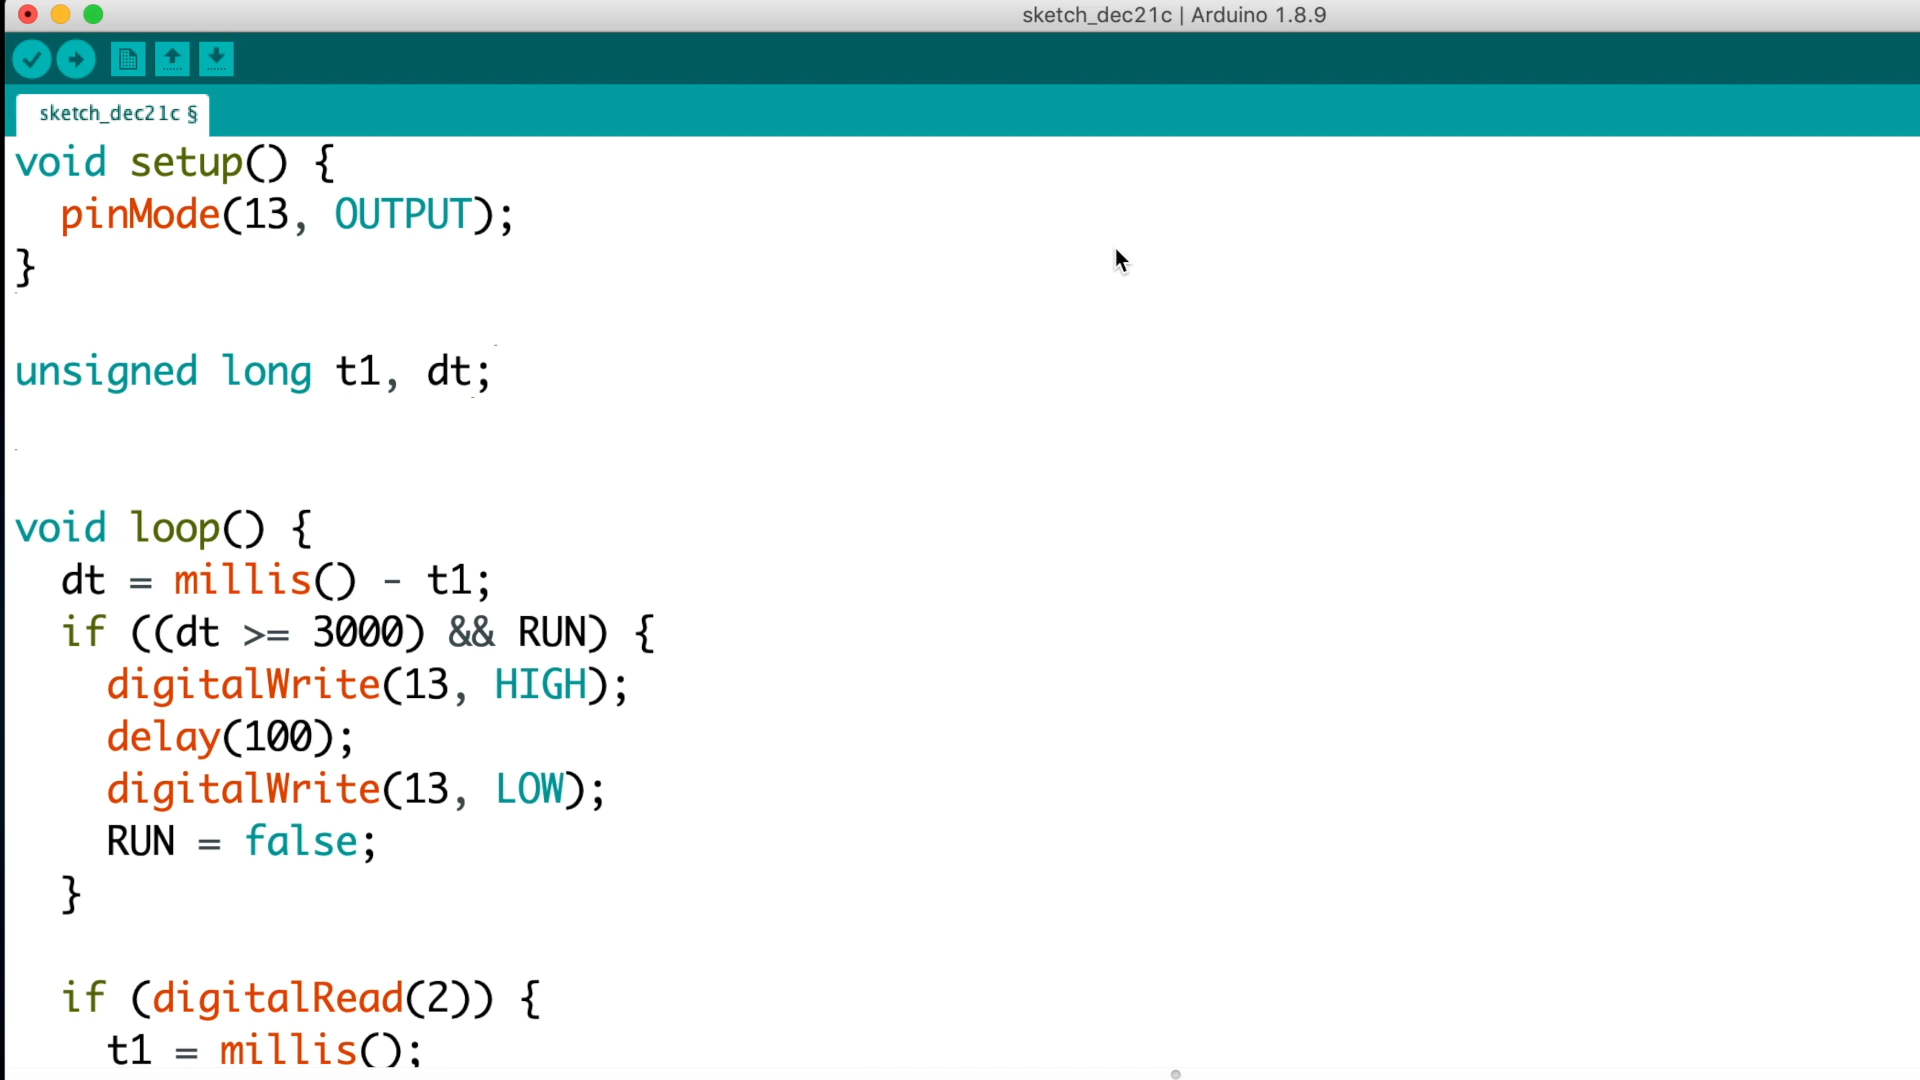 sketch_dec21c | Arduino 1.8.9
sketch_dec21c §
void setup() {
  pinMode(13, OUTPUT);
}
unsigned long t1, dt;
void loop() {
  dt = millis() - t1;
  if ((dt >= 3000) && RUN) {
    digitalWrite(13, HIGH);
    delay(100);
    digitalWrite(13, LOW);
    RUN = false;
  }
  if (digitalRead(2)) {
    t1 = millis();